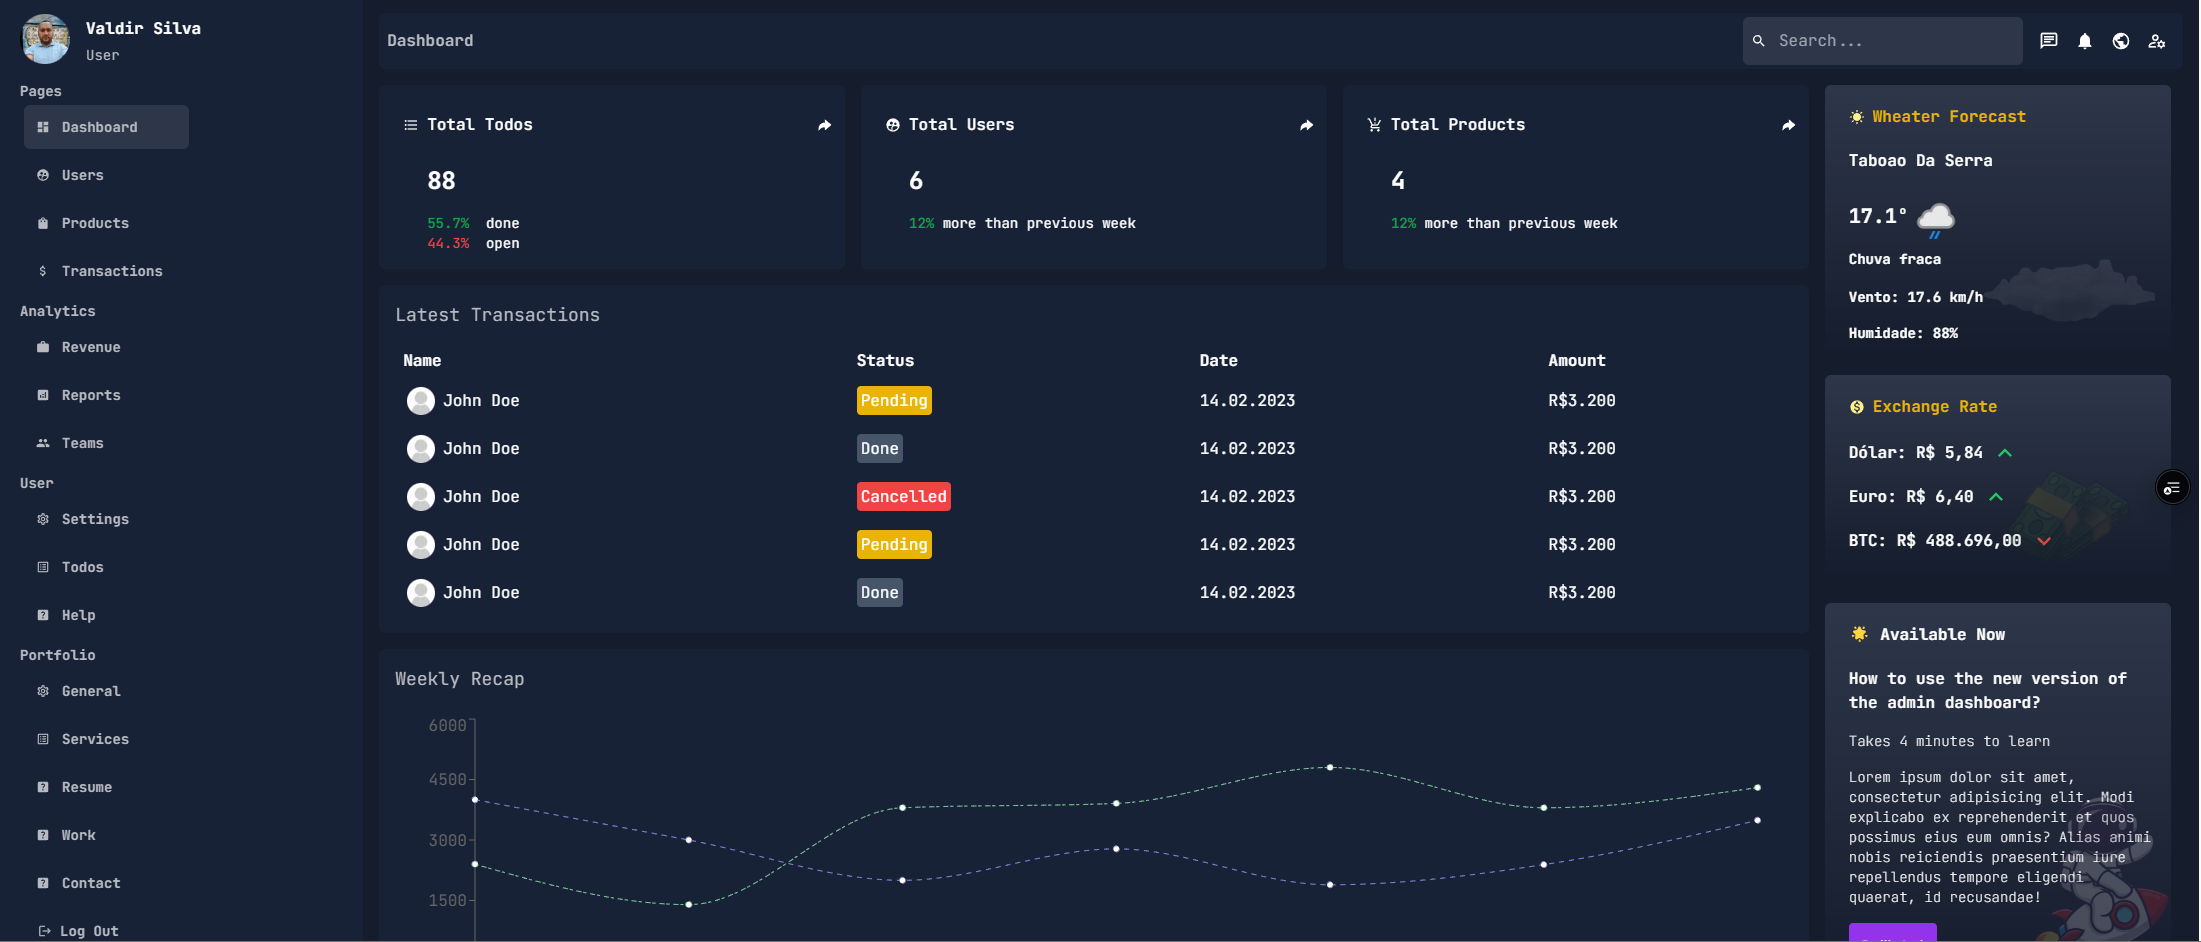 Valdir Silva
User
Pages
Dashboard
Users
Products
Transactions
Analytics
Revenue
Reports
Teams
User
Settings
Todos
Help
Portfolio
General
Services
Resume
Work
Contact
Log Out
Dashboard
Search...
Total Todos
88
55.7% done
44.3% open
Total Users
6
12% more than previous week
Total Products
4
12% more than previous week
Latest Transactions
Name Status Date Amount
John Doe Pending 14.02.2023 R$3.200
John Doe Done 14.02.2023 R$3.200
John Doe Cancelled 14.02.2023 R$3.200
John Doe Pending 14.02.2023 R$3.200
John Doe Done 14.02.2023 R$3.200
Weekly Recap
6000
4500
3000
1500
Wheater Forecast
Taboao Da Serra
17.1°
Chuva fraca
Vento: 17.6 km/h
Humidade: 88%
Exchange Rate
Dólar: R$ 5,84
Euro: R$ 6,40
BTC: R$ 488.696,00
Available Now
How to use the new version of
the admin dashboard?
Takes 4 minutes to learn
Lorem ipsum dolor sit amet,
consectetur adipisicing elit. Modi
explicabo ex reprehenderit et quos
possimus eius eum omnis? Alias animi
nobis reiciendis praesentium iure
repellendus tempore eligendi
quaerat, id recusandae!